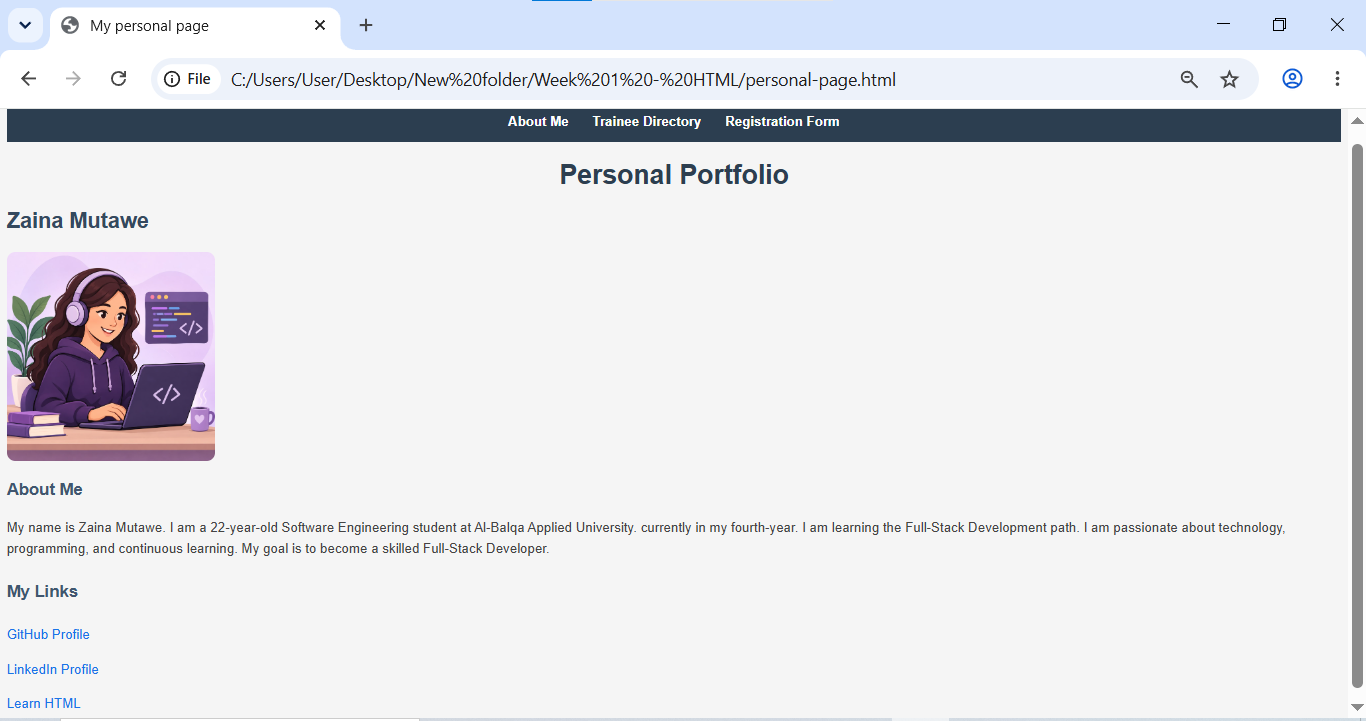 My personal page
File
C:/Users/User/Desktop/New%20folder/Week%201%20-%20HTML/personal-page.html
About Me Trainee Directory Registration Form
Personal Portfolio
Zaina Mutawe
</>
</>
About Me
My name is Zaina Mutawe. I am a 22-year-old Software Engineering student at Al-Balqa Applied University. currently in my fourth-year. I am learning the Full-Stack Development path. I am passionate about technology,
programming, and continuous learning. My goal is to become a skilled Full-Stack Developer.
My Links
GitHub Profile
LinkedIn Profile
Learn HTML